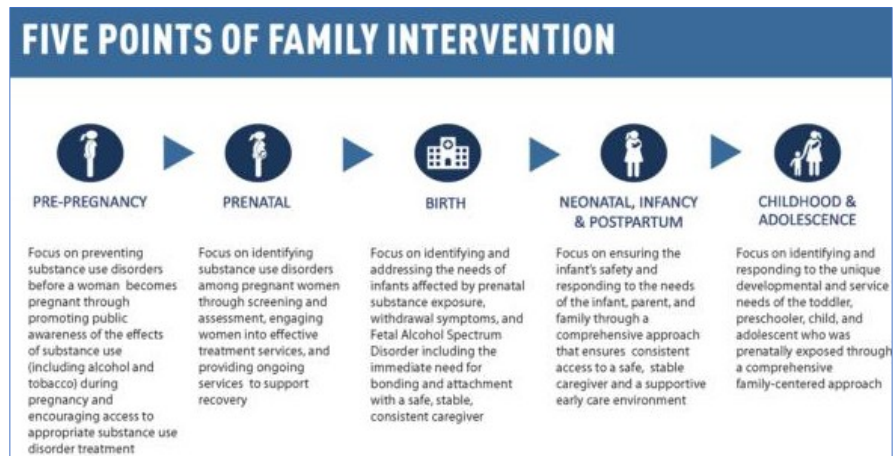 FIVE POINTS OF FAMILY INTERVENTION
PRE-PREGNANCY
Focus on preventing
substance use disorders
before a woman becomes
pregnant through
promoting public
awareness of the effects
of substance use
(including alcohol and
tobacco) during
pregnancy and
encouraging access to
appropriate substance use
disorder treatment
PRENATAL
Focus on identifying
substance use disorders
among pregnant women
through screening and
assessment, engaging
women into effective
treatment services, and
providing ongoing
services to support
recovery
BIRTH
Focus on identifying and
addressing the needs of
infants affected by prenatal
substance exposure,
withdrawal symptoms, and
Fetal Alcohol Spectrum
Disorder including the
immediate need for
bonding and attachment
with a safe, stable,
consistent caregiver
NEONATAL, INFANCY
& POSTPARTUM
Focus on ensuring the
infant's safety and
responding to the needs
of the infant, parent, and
family through a
comprehensive approach
that ensures consistent
access to a safe, stable
caregiver and a supportive
early care environment
CHILDHOOD &
ADOLESCENCE
Focus on identifying and
responding to the unique
developmental and service
needs of the toddler,
preschooler, child, and
adolescent who was
prenatally exposed through
a comprehensive
family-centered approach